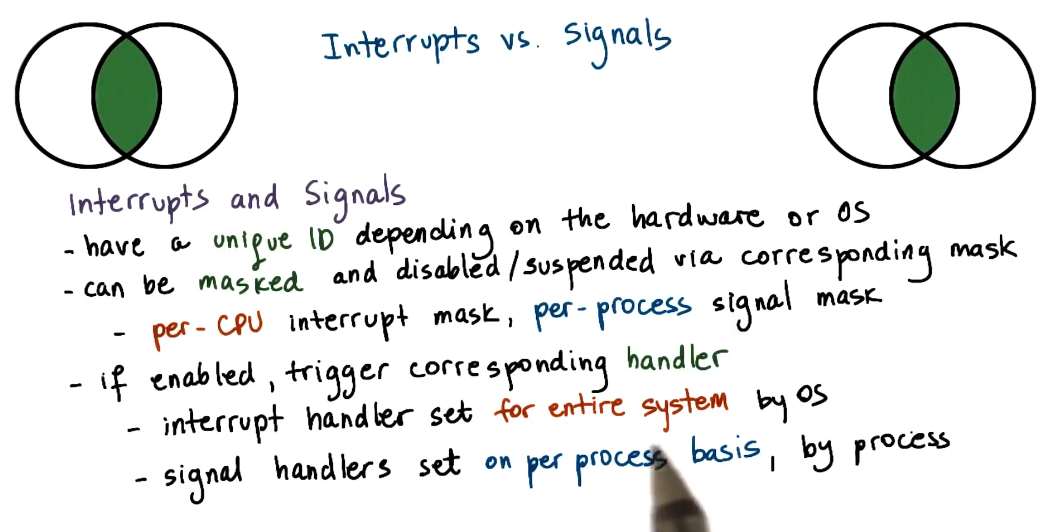 Interrupts vs. Signals
Interrupts and Signals
- have a unique ID depending on the hardware or OS
- can be masked and disabled/suspended via corresponding mask
- per-CPU interrupt mask, per-process signal mask
- if enabled, trigger corresponding handler
- interrupt handler set for entire system by OS
- signal handlers set on per process basis, by process